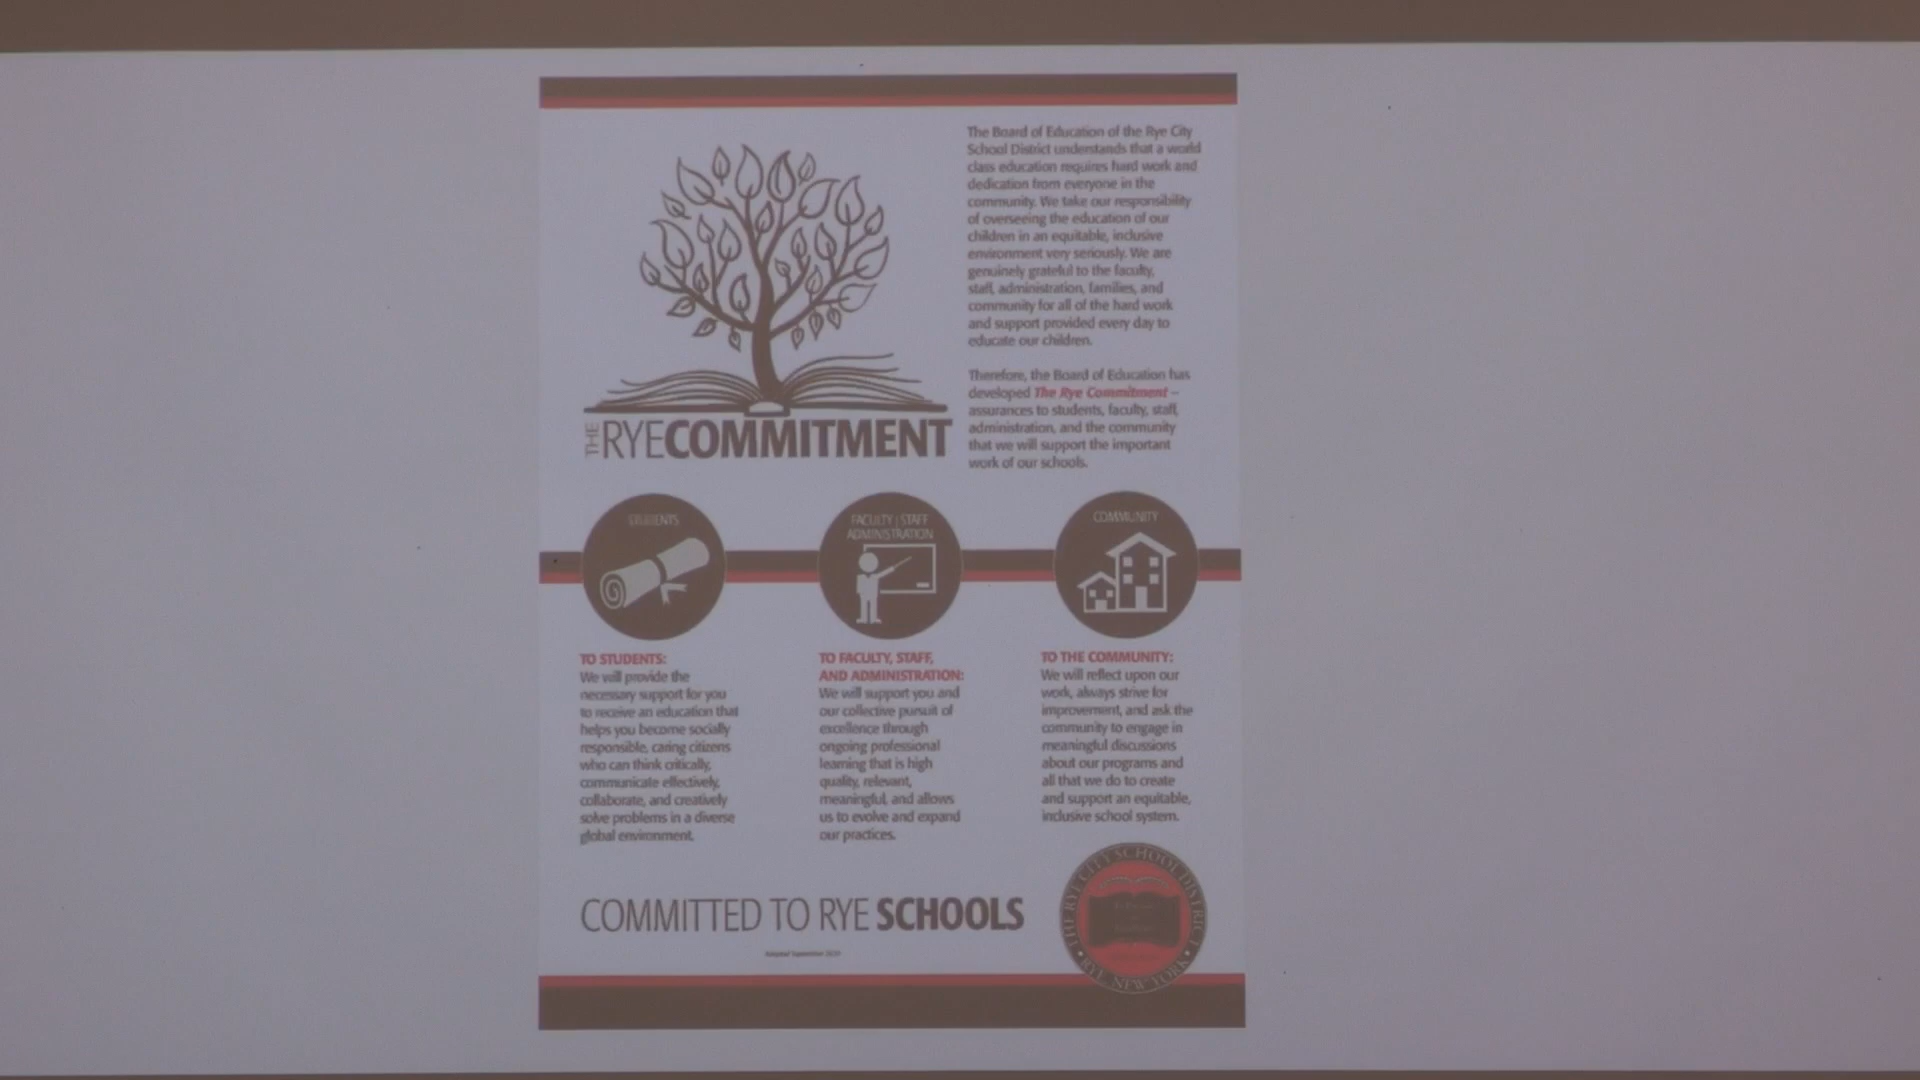 The Board of Education of the Rye City
School District understands that a world
class education requires hard work and
dedication from everyone in the
community. We take our responsibility
of overseeing the education of our
children in an equitable, inclusive
environment very seriously. We are
genuinely grateful to the faculty,
staff, administration, families, and
community for all of the hard work
and support provided every day to
educate our children.
Therefore, the Board of Education has
developed The Rye Commitment –
assurances to students, faculty, staff,
administration, and the community
that we will support the important
work of our schools.
THE RYECOMMITMENT
STUDENTS
FACULTY | STAFF
ADMINISTRATION
COMMUNITY
TO STUDENTS:
We will provide the
necessary support for you
to receive an education that
helps you become socially
responsible, caring citizens
who can think critically,
communicate effectively,
collaborate, and creatively
solve problems in a diverse
global environment.
TO FACULTY, STAFF,
AND ADMINISTRATION:
We will support you and
our collective pursuit of
excellence through
ongoing professional
learning that is high
quality, relevant,
meaningful, and allows
us to evolve and expand
our practices.
TO THE COMMUNITY:
We will reflect upon our
work, always strive for
improvement, and ask the
community to engage in
meaningful discussions
about our programs and
all that we do to create
and support an equitable,
inclusive school system.
COMMITTED TO RYE SCHOOLS
THE RYE CITY SCHOOL DISTRICT
• RYE, NEW YORK •
Adopted September